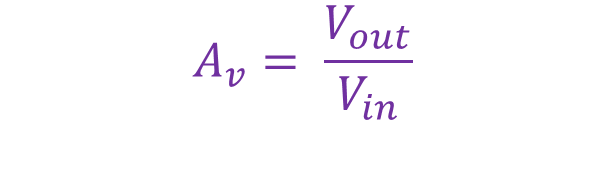 A_v = V_out / V_in